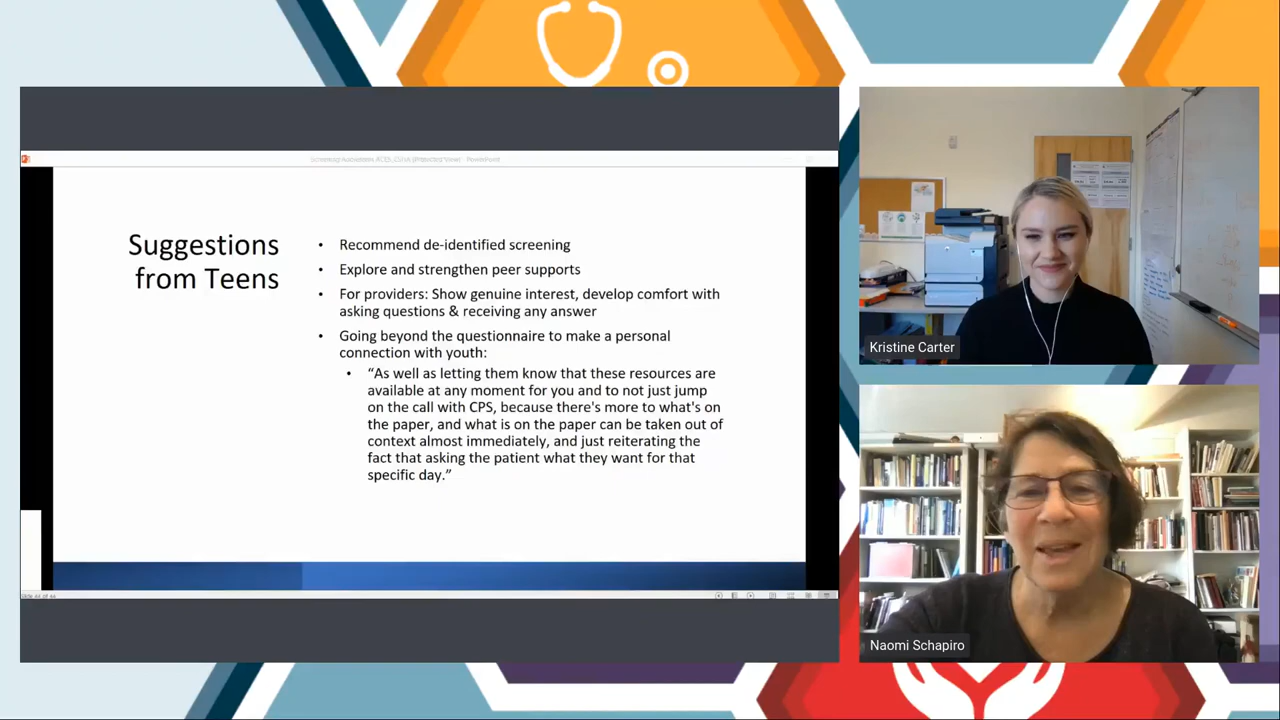 Suggestions
from Teens
• Recommend de-identified screening
• Explore and strengthen peer supports
• For providers: Show genuine interest, develop comfort with
asking questions & receiving any answer
• Going beyond the questionnaire to make a personal
connection with youth:
• “As well as letting them know that these resources are
available at any moment for you and to not just jump
on the call with CPS, because there's more to what's on
the paper, and what is on the paper can be taken out of
context almost immediately, and just reiterating the
fact that asking the patient what they want for that
specific day.”
Slide 44 of
Kristine Carter
Naomi Schapiro